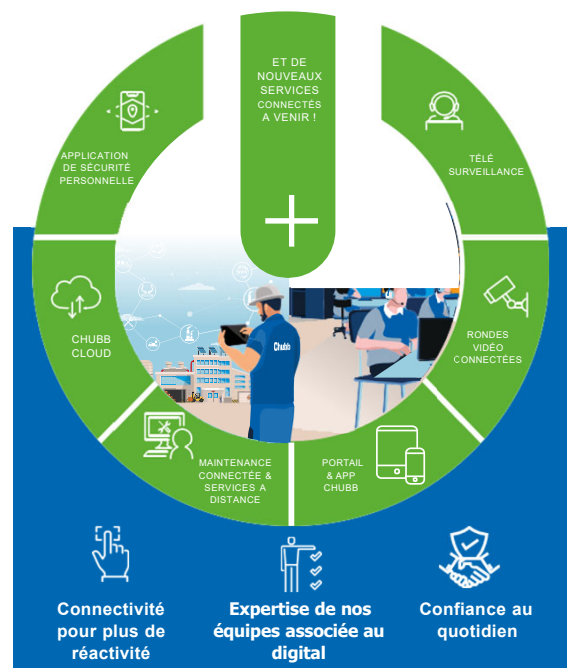 ET DE
NOUVEAUX
SERVICES
CONNECTÉS
A VENIR !
APPLICATION
DE SÉCURITÉ
PERSONNELLE
TÉLÉ
SURVEILLANCE
CHUBB
CLOUD
RONDES
VIDÉO
CONNECTÉES
Chubb
MAINTENANCE
CONNECTÉE &
SERVICES A
DISTANCE
PORTAIL
& APP
CHUBB
Connectivité
pour plus de
réactivité
Expertise de nos
équipes associée au
digital
Confiance au
quotidien